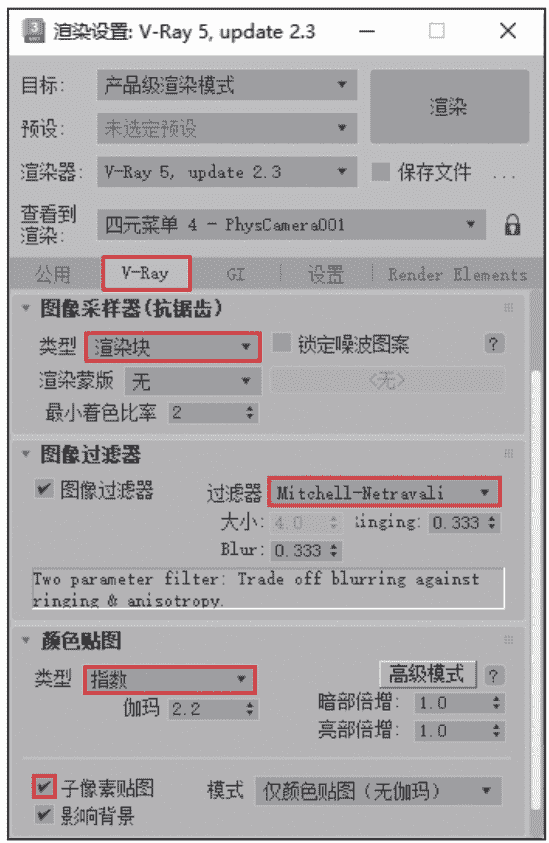 渲染设置: V-Ray 5, update 2.3
目标: 产品级渲染模式
渲染
预设: 未选定预设
渲染器: V-Ray 5, update 2.3 保存文件 ...
查看到
渲染: 四元菜单 4 - PhysCamera001
公用 V-Ray GI 设置 Render Elements
图像采样器(抗锯齿)
类型 渲染块 锁定噪波图案 ?
渲染蒙版 无 <无>
最小着色比率 2
图像过滤器
图像过滤器 过滤器 Mitchell-Netravali
大小: 4.0 inging: 0.333
Blur: 0.333
Two parameter filter: Trade off blurring against
ringing & anisotropy.
颜色贴图
类型 指数 高级模式 ?
伽玛 2.2 暗部倍增: 1.0
亮部倍增: 1.0
子像素贴图 模式 仅颜色贴图（无伽玛）
影响背景